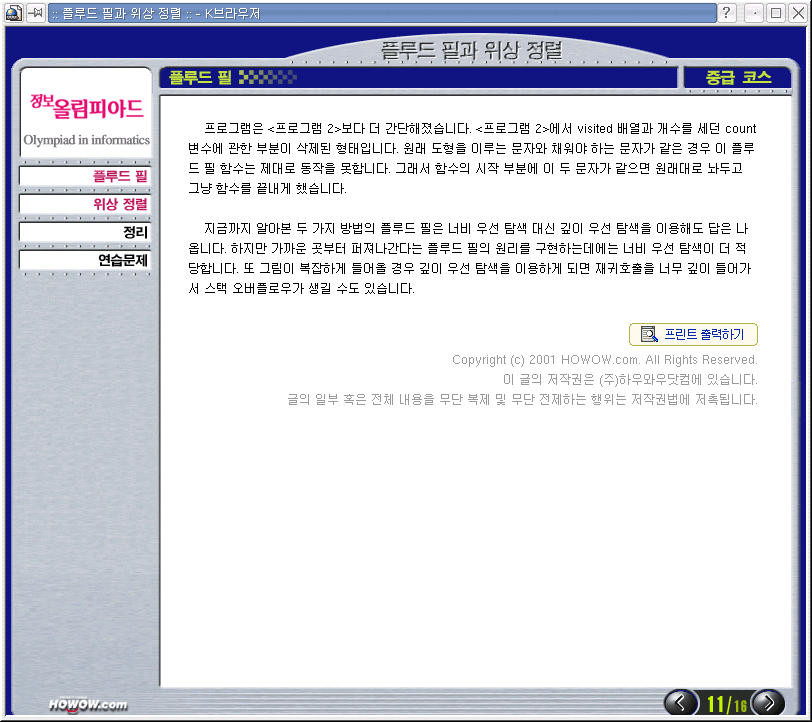 :: 플루드 필과 위상 정렬 :: - K브라우저
플루드 필과 위상 정렬
정보올림피아드
Olympiad in informatics
플루드 필
위상 정렬
정리
연습문제
플루드 필
중급 코스
프로그램은 <프로그램 2>보다 더 간단해졌습니다. <프로그램 2>에서 visited 배열과 개수를 세던 count
변수에 관한 부분이 삭제된 형태입니다. 원래 도형을 이루는 문자와 채워야 하는 문자가 같은 경우 이 플루
드 필 함수는 제대로 동작을 못합니다. 그래서 함수의 시작 부분에 이 두 문자가 같으면 원래대로 놔두고
그냥 함수를 끝내게 했습니다.
지금까지 알아본 두 가지 방법의 플루드 필은 너비 우선 탐색 대신 깊이 우선 탐색을 이용해도 답은 나
옵니다. 하지만 가까운 곳부터 퍼져나간다는 플루드 필의 원리를 구현하는데에는 너비 우선 탐색이 더 적
당합니다. 또 그림이 복잡하게 들어올 경우 깊이 우선 탐색을 이용하게 되면 재귀호출을 너무 깊이 들어가
서 스택 오버플로우가 생길 수도 있습니다.
프린트 출력하기
Copyright (c) 2001 HOWOW.com. All Rights Reserved.
이 글의 저작권은 (주)하우와우닷컴에 있습니다.
글의 일부 혹은 전체 내용을 무단 복제 및 무단 전제하는 행위는 저작권법에 저촉됩니다.
HOWOW.com
11/16